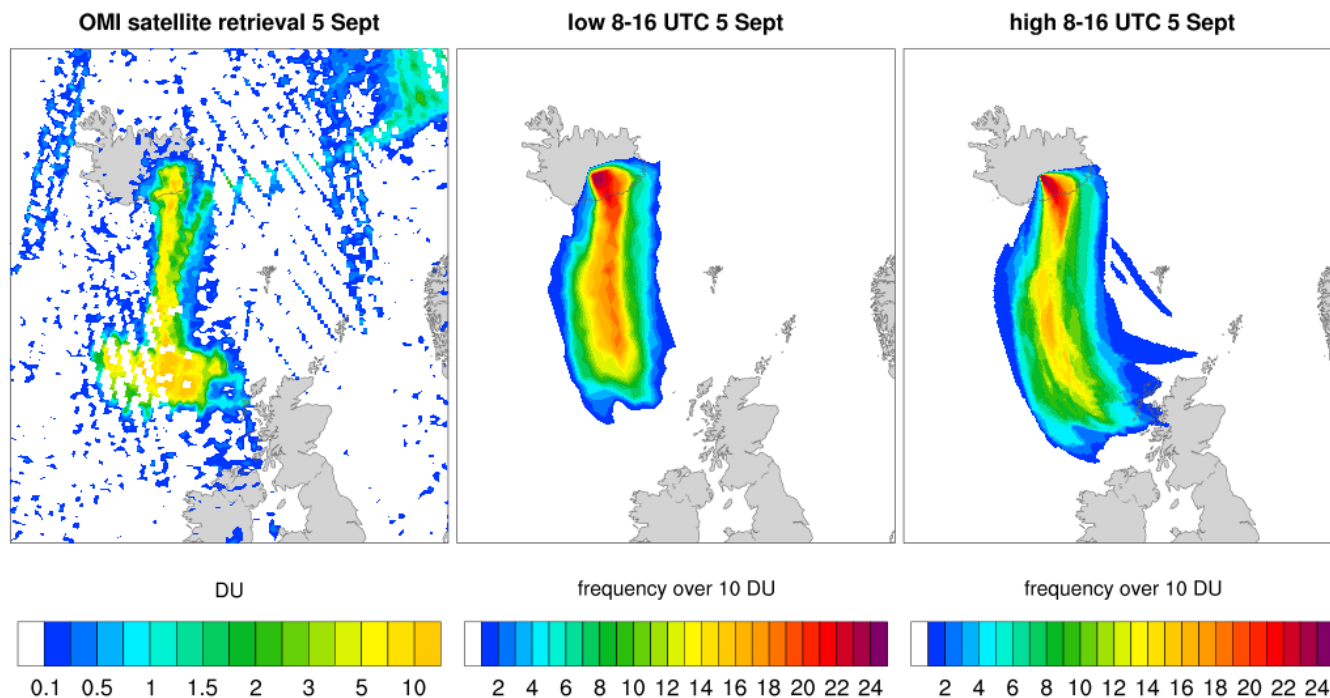 OMI satellite retrieval 5 Sept
low 8-16 UTC 5 Sept
high 8-16 UTC 5 Sept
DU
frequency over 10 DU
frequency over 10 DU
0.1 0.5 1 1.5 2 3 5 10
2 4 6 8 10 12 14 16 18 20 22 24
2 4 6 8 10 12 14 16 18 20 22 24